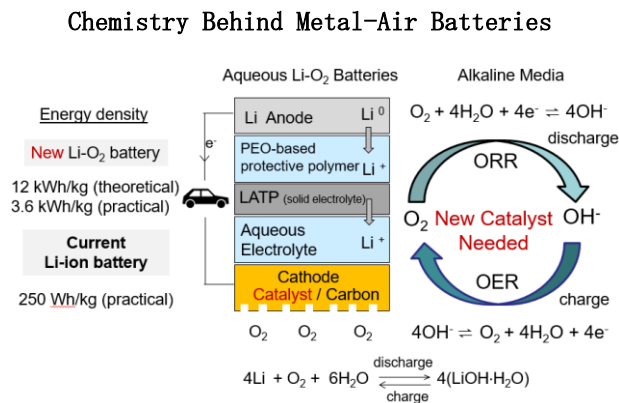 Chemistry Behind Metal-Air Batteries
Energy density
New Li-O₂ battery
12 kWh/kg (theoretical)
3.6 kWh/kg (practical)
Current
Li-ion battery
250 Wh/kg (practical)
Aqueous Li-O₂ Batteries
e⁻
Li Anode Li⁰
PEO-based
protective polymer Li⁺
LATP (solid electrolyte)
Aqueous
Electrolyte Li⁺
Cathode
Catalyst / Carbon
O₂ O₂ O₂
Alkaline Media
O₂ + 4H₂O + 4e⁻ ⇌ 4OH⁻
discharge
ORR
O₂ New Catalyst OH⁻
Needed
OER
charge
4OH⁻ ⇌ O₂ + 4H₂O + 4e⁻
discharge
4Li + O₂ + 6H₂O ⇌ 4(LiOH·H₂O)
charge